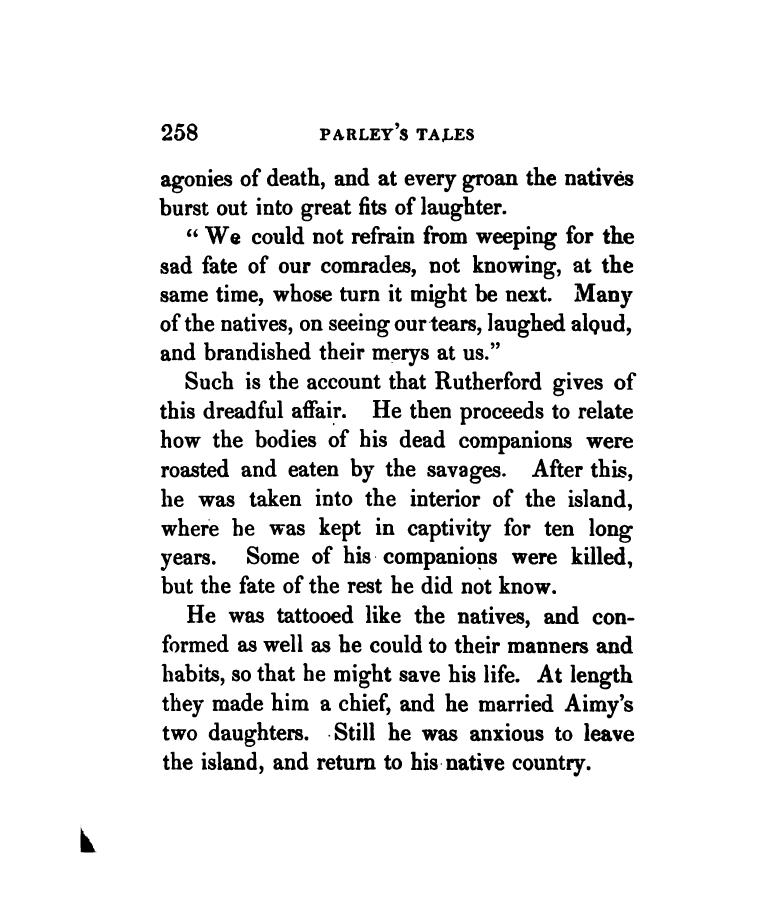 258 PARLEY'S TALES
agonies of death, and at every groan the natives
burst out into great fits of laughter.
“ We could not refrain from weeping for the
sad fate of our comrades, not knowing, at the
same time, whose turn it might be next. Many
of the natives, on seeing our tears, laughed aloud,
and brandished their merys at us.”
Such is the account that Rutherford gives of
this dreadful affair. He then proceeds to relate
how the bodies of his dead companions were
roasted and eaten by the savages. After this,
he was taken into the interior of the island,
where he was kept in captivity for ten long
years. Some of his companions were killed,
but the fate of the rest he did not know.
He was tattooed like the natives, and con-
formed as well as he could to their manners and
habits, so that he might save his life. At length
they made him a chief, and he married Aimy's
two daughters. Still he was anxious to leave
the island, and return to his native country.